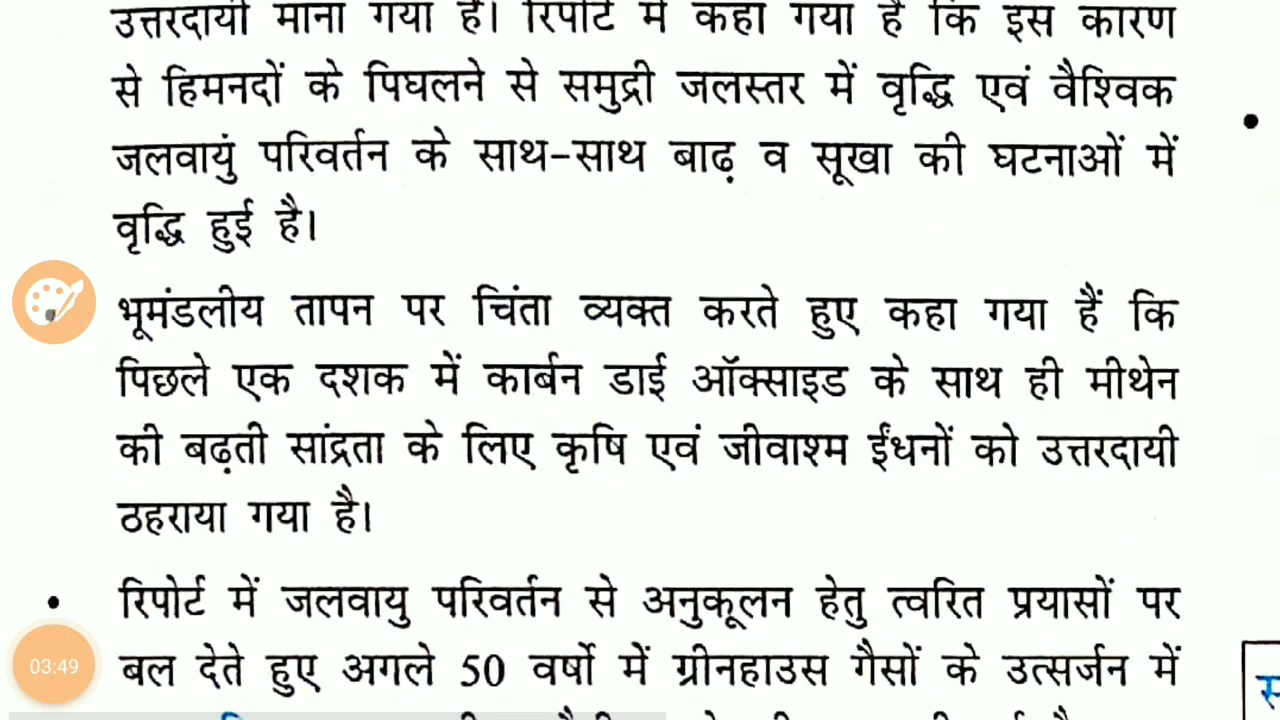 उत्तरदायी माना गया है। रिपोर्ट में कहा गया है कि इस कारण
से हिमनदों के पिघलने से समुद्री जलस्तर में वृद्धि एवं वैश्विक
जलवायुं परिवर्तन के साथ-साथ बाढ़ व सूखा की घटनाओं में
वृद्धि हुई है।
भूमंडलीय तापन पर चिंता व्यक्त करते हुए कहा गया हैं कि
पिछले एक दशक में कार्बन डाई ऑक्साइड के साथ ही मीथेन
की बढ़ती सांद्रता के लिए कृषि एवं जीवाश्म ईंधनों को उत्तरदायी
ठहराया गया है।
• रिपोर्ट में जलवायु परिवर्तन से अनुकूलन हेतु त्वरित प्रयासों पर
03:49
बल देते हुए अगले 50 वर्षो में ग्रीनहाउस गैसों के उत्सर्जन में